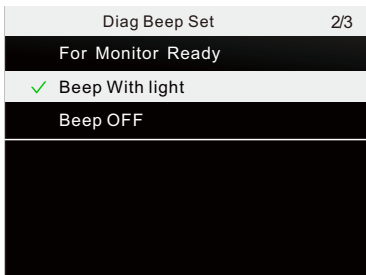 Diag Beep Set 2/3
For Monitor Ready
Beep With light
Beep OFF